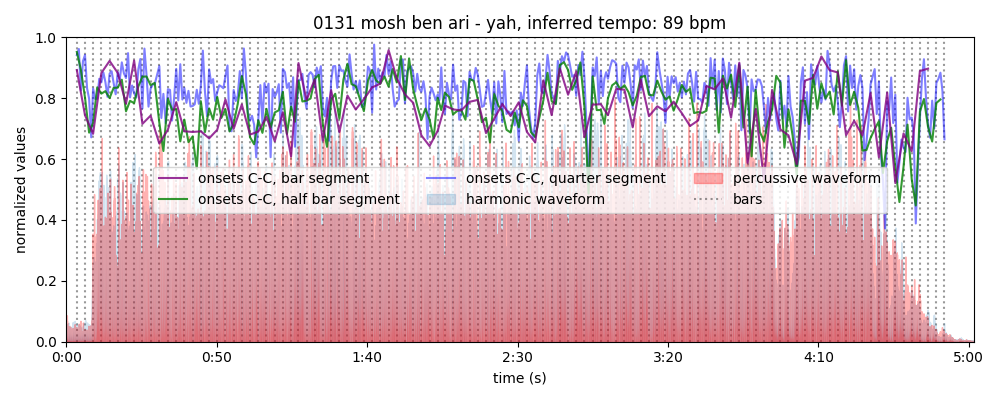 0131 mosh ben ari - yah, inferred tempo: 89 bpm
normalized values
1.0
0.8
0.6
0.4
0.2
0.0
onsets C-C, bar segment
onsets C-C, half bar segment
onsets C-C, quarter segment
harmonic waveform
percussive waveform
bars
0:00 0:50 1:40 2:30 3:20 4:10 5:00
time (s)